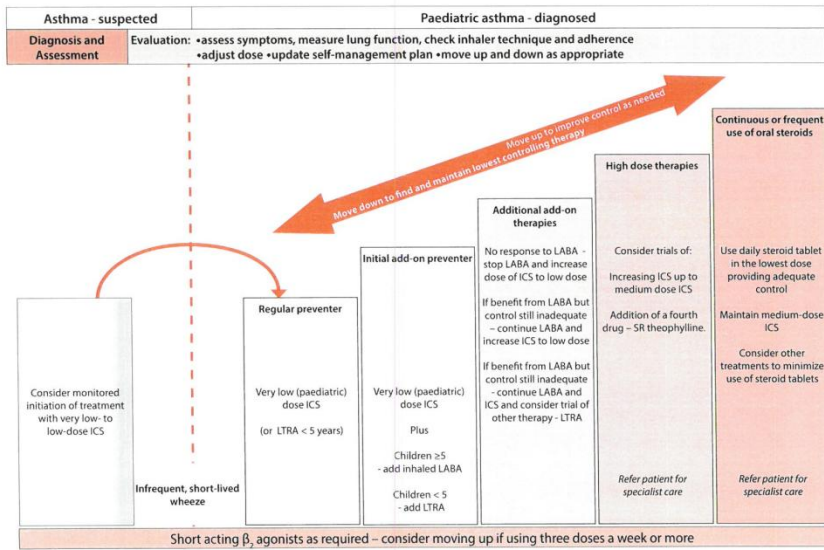 Asthma - suspected
Paediatric asthma - diagnosed
Diagnosis and
Assessment
Evaluation: •assess symptoms, measure lung function, check inhaler technique and adherence
•adjust dose •update self-management plan •move up and down as appropriate
Move up to improve control as needed
Move down to find and maintain lowest controlling therapy
Consider monitored
initiation of treatment
with very low- to
low-dose ICS
Infrequent, short-lived
wheeze
Regular preventer
Very low (paediatric)
dose ICS
(or LTRA < 5 years)
Initial add-on preventer
Very low (paediatric)
dose ICS
Plus
Children ≥5
- add inhaled LABA
Children < 5
- add LTRA
Additional add-on
therapies
No response to LABA -
stop LABA and increase
dose of ICS to low dose
If benefit from LABA but
control still inadequate
– continue LABA and
increase ICS to low dose
If benefit from LABA but
control still inadequate
- continue LABA and
ICS and consider trial of
other therapy - LTRA
High dose therapies
Consider trials of:
Increasing ICS up to
medium dose ICS
Addition of a fourth
drug – SR theophylline.
Refer patient for
specialist care
Continuous or frequent
use of oral steroids
Use daily steroid tablet
in the lowest dose
providing adequate
control
Maintain medium-dose
ICS
Consider other
treatments to minimize
use of steroid tablets
Refer patient for
specialist care
Short acting β₂ agonists as required – consider moving up if using three doses a week or more